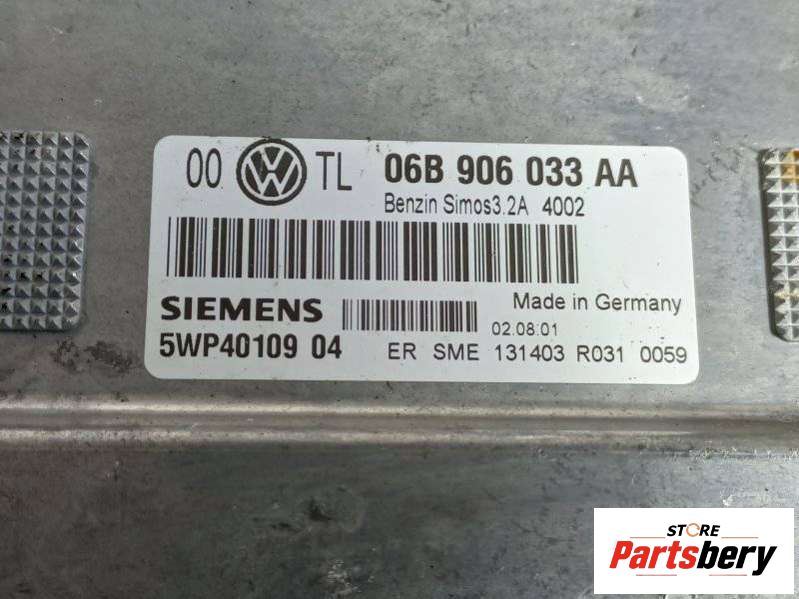 00 VW TL 06B 906 033 AA
Benzin Simos3.2A 4002
SIEMENS
Made in Germany
02.08.01
5WP40109 04 ER SME 131403 R031 0059
STORE
Partsbery